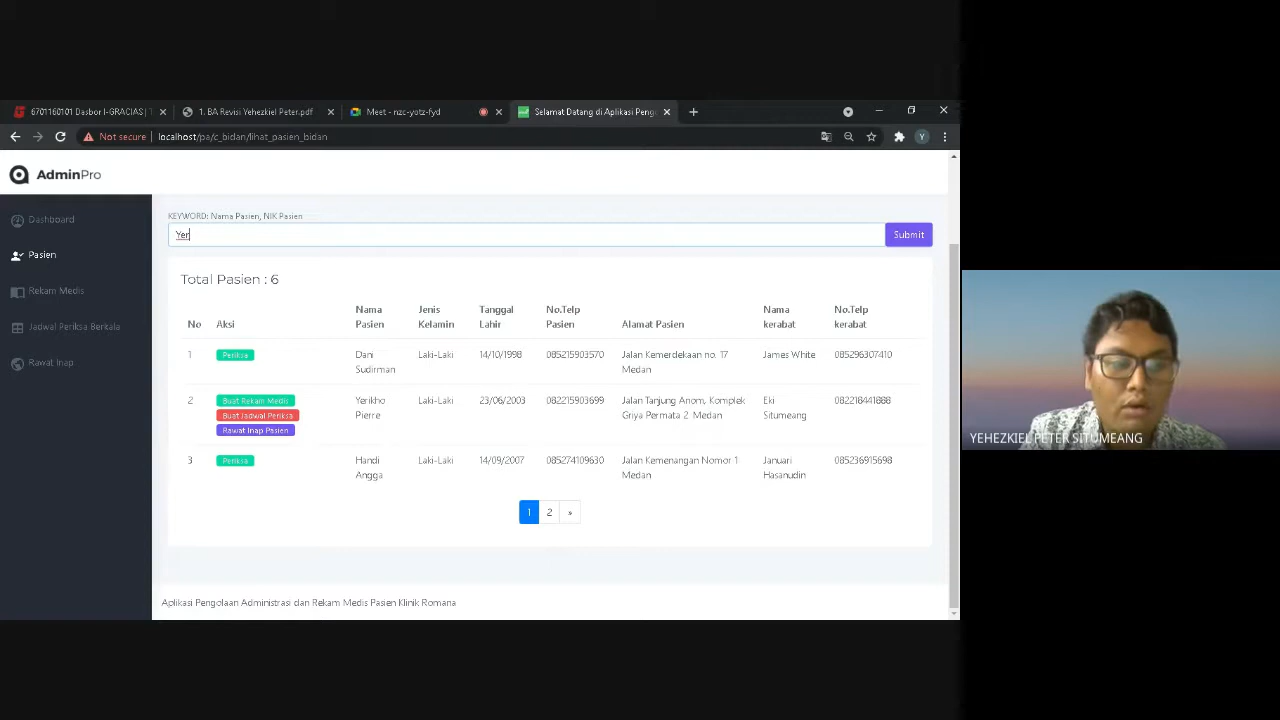 6701160101 Dasbor I-GRACIAS | T
1. BA Revisi Yehezkiel Peter.pdf
Meet - nzc-yotz-fyd
Selamat Datang di Aplikasi Peng
Not secure
localhost/pa/c_bidan/lihat_pasien_bidan
Y
AdminPro
Dashboard
Pasien
Rekam Medis
Jadwal Periksa Berkala
Rawat Inap
KEYWORD: Nama Pasien, NIK Pasien
Yer
Submit
Total Pasien : 6
No Aksi Nama Pasien Jenis Kelamin Tanggal Lahir No.Telp Pasien Alamat Pasien Nama kerabat No.Telp kerabat
1 Periksa Dani Sudirman Laki-Laki 14/10/1998 085215903570 Jalan Kemerdekaan no. 17 Medan James White 085296307410
2 Buat Rekam Medis Buat Jadwal Periksa Rawat Inap Pasien Yerikho Pierre Laki-Laki 23/06/2003 082215903699 Jalan Tanjung Anom, Komplek Griya Permata 2 Medan Eki Situmeang 082218441888
3 Periksa Handi Angga Laki-Laki 14/09/2007 085274109630 Jalan Kemenangan Nomor 1 Medan Januari Hasanudin 085236915698
1 2 »
Aplikasi Pengolaan Administrasi dan Rekam Medis Pasien Klinik Romana
YEHEZKIEL PETER SITUMEANG